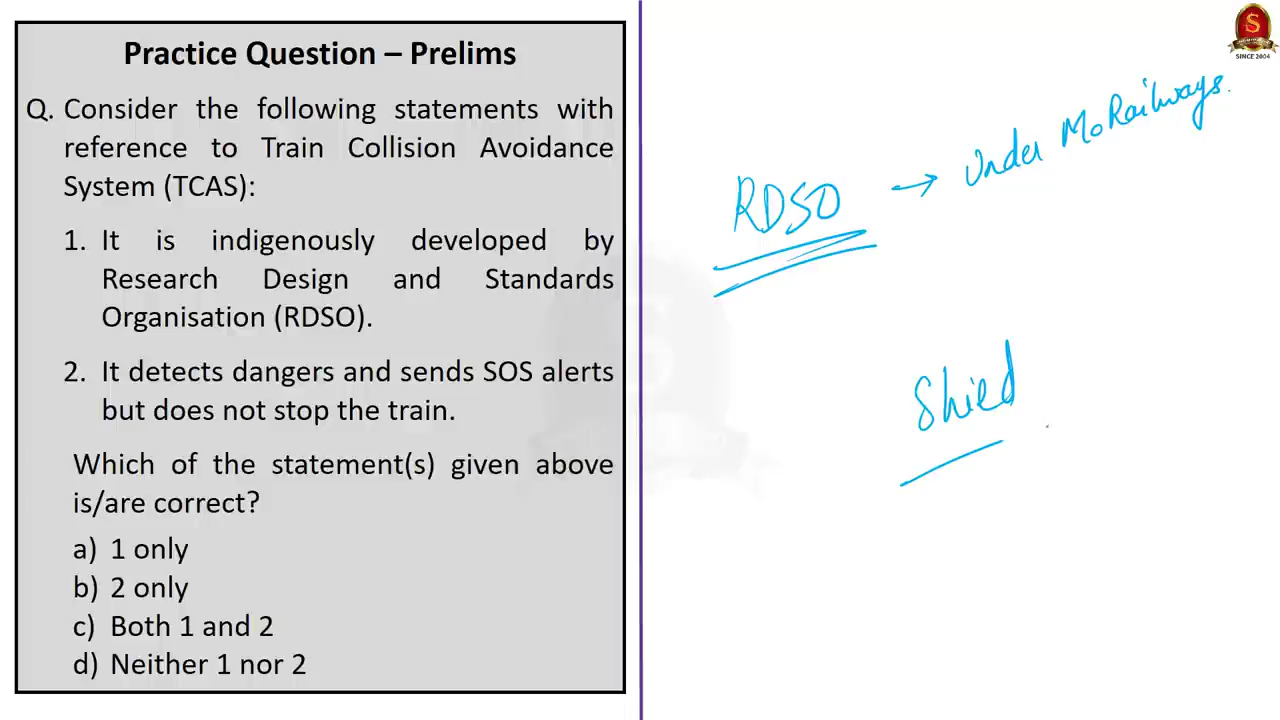 Practice Question – Prelims
Q. Consider the following statements with
reference to Train Collision Avoidance
System (TCAS):
1. It is indigenously developed by
Research Design and Standards
Organisation (RDSO).
2. It detects dangers and sends SOS alerts
but does not stop the train.
Which of the statement(s) given above
is/are correct?
a) 1 only
b) 2 only
c) Both 1 and 2
d) Neither 1 nor 2
RDSO → Under MoRailways.
Shied
S
SINCE 2004